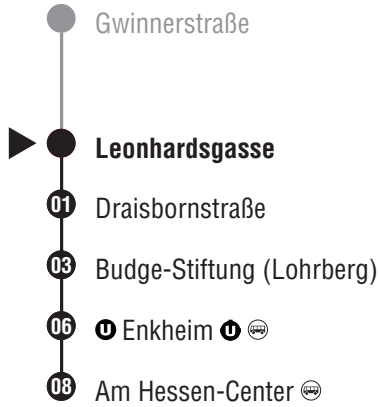 Gwinnerstraße
Leonhardsgasse
01 Draisbornstraße
03 Budge-Stiftung (Lohrberg)
06 U Enkheim U
08 Am Hessen-Center